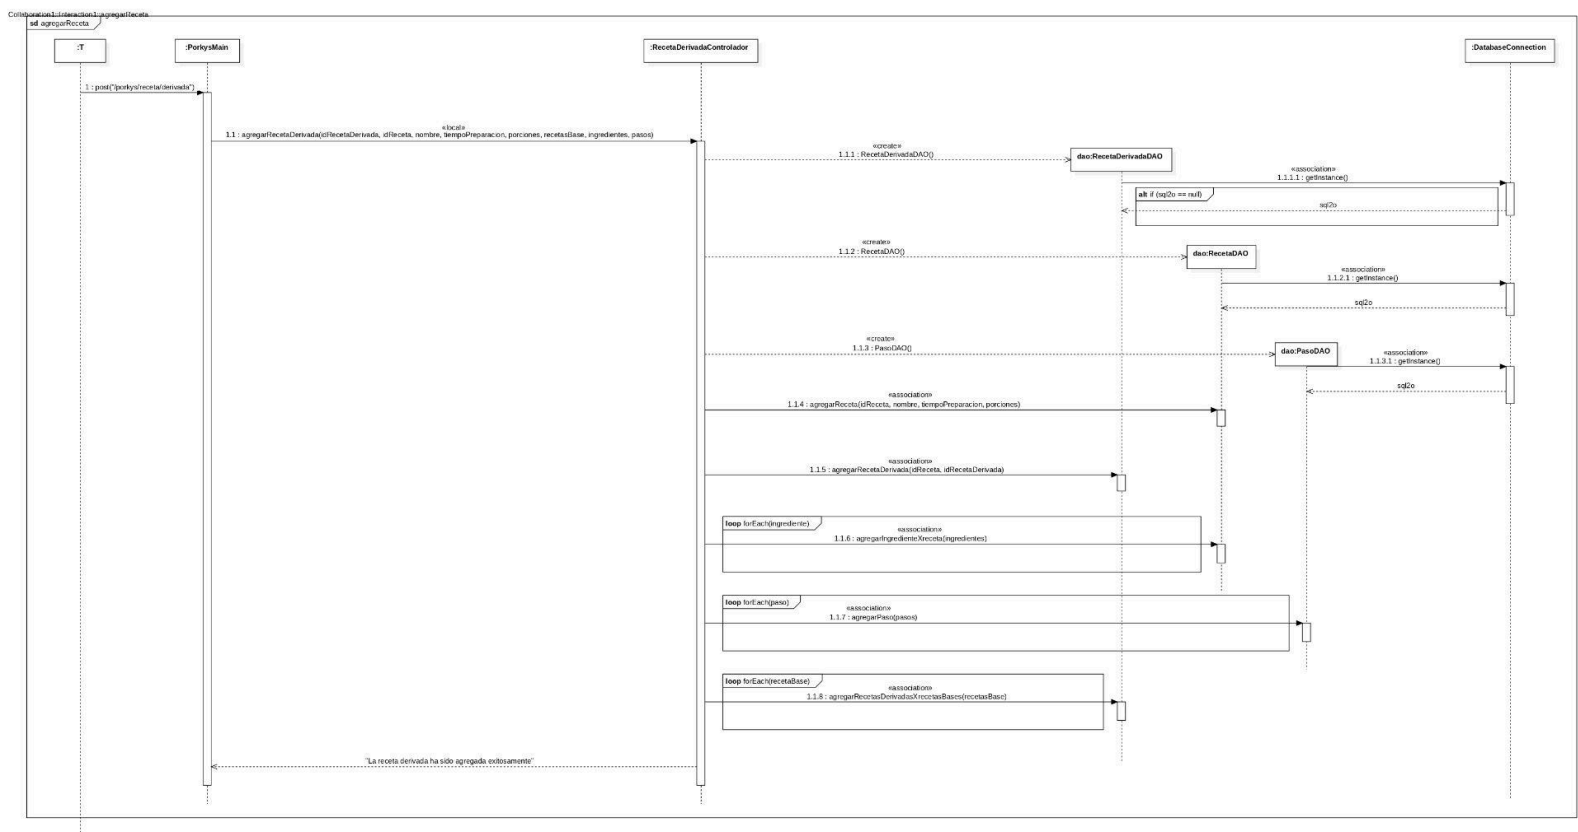 Collaboration1::Interaction1::agregarReceta
sd agregarReceta
:T
:PorkysMain
:RecetaDerivadaControlador
:DatabaseConnection
1 : post("/porkys/receta/derivada")
«local»
1.1 : agregarRecetaDerivada(idRecetaDerivada, idReceta, nombre, tiempoPreparacion, porciones, recetasBase, ingredientes, pasos)
«create»
1.1.1 : RecetaDerivadaDAO()
dao:RecetaDerivadaDAO
«association»
1.1.1.1 : getInstance()
alt if (sql2o == null)
sql2o
«create»
1.1.2 : RecetaDAO()
dao:RecetaDAO
«association»
1.1.2.1 : getInstance()
sql2o
«create»
1.1.3 : PasoDAO()
dao:PasoDAO
«association»
1.1.3.1 : getInstance()
sql2o
«association»
1.1.4 : agregarReceta(idReceta, nombre, tiempoPreparacion, porciones)
«association»
1.1.5 : agregarRecetaDerivada(idReceta, idRecetaDerivada)
loop forEach(ingrediente)
«association»
1.1.6 : agregarIngredienteXreceta(ingredientes)
loop forEach(paso)
«association»
1.1.7 : agregarPaso(pasos)
loop forEach(recetaBase)
«association»
1.1.8 : agregarRecetasDerivadasXrecetasBases(recetasBase)
"La receta derivada ha sido agregada exitosamente"